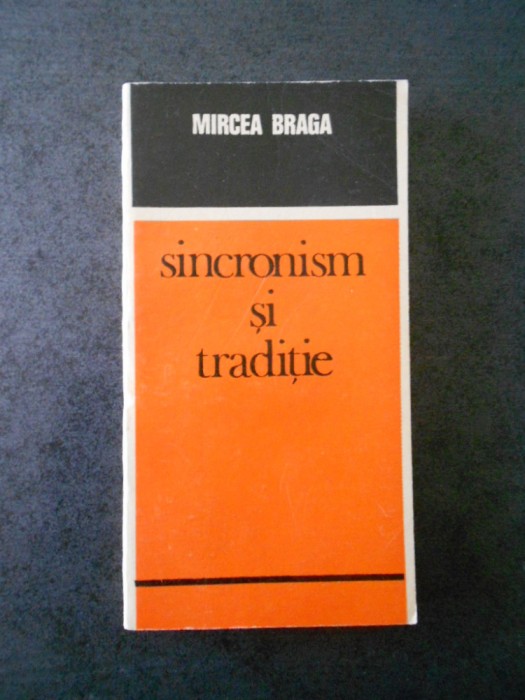 MIRCEA BRAGA
sincronism
și
tradiție